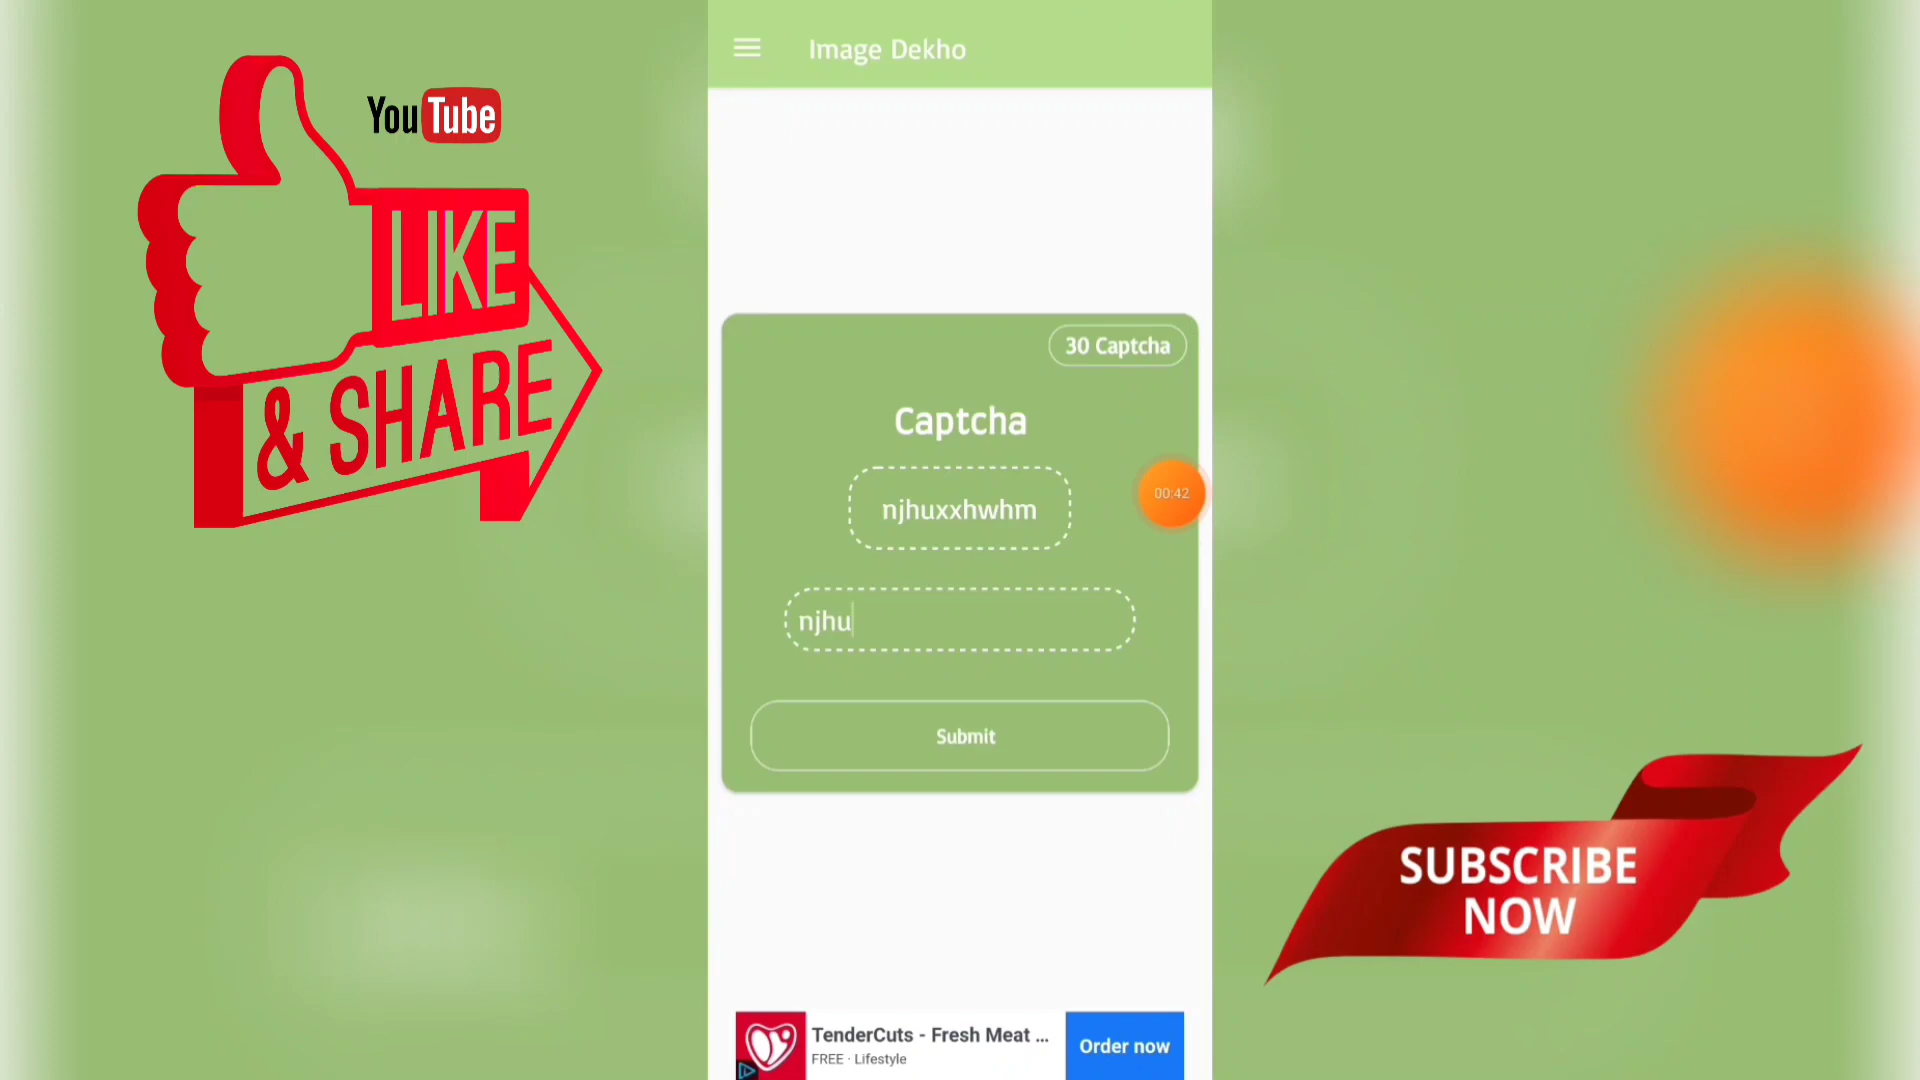 YouTube
LIKE
& SHARE
Image Dekho
30 Captcha
Captcha
njhuxxhwhm
00:42
njhu
Submit
SUBSCRIBE
NOW
TenderCuts - Fresh Meat ...
FREE · Lifestyle
Order now